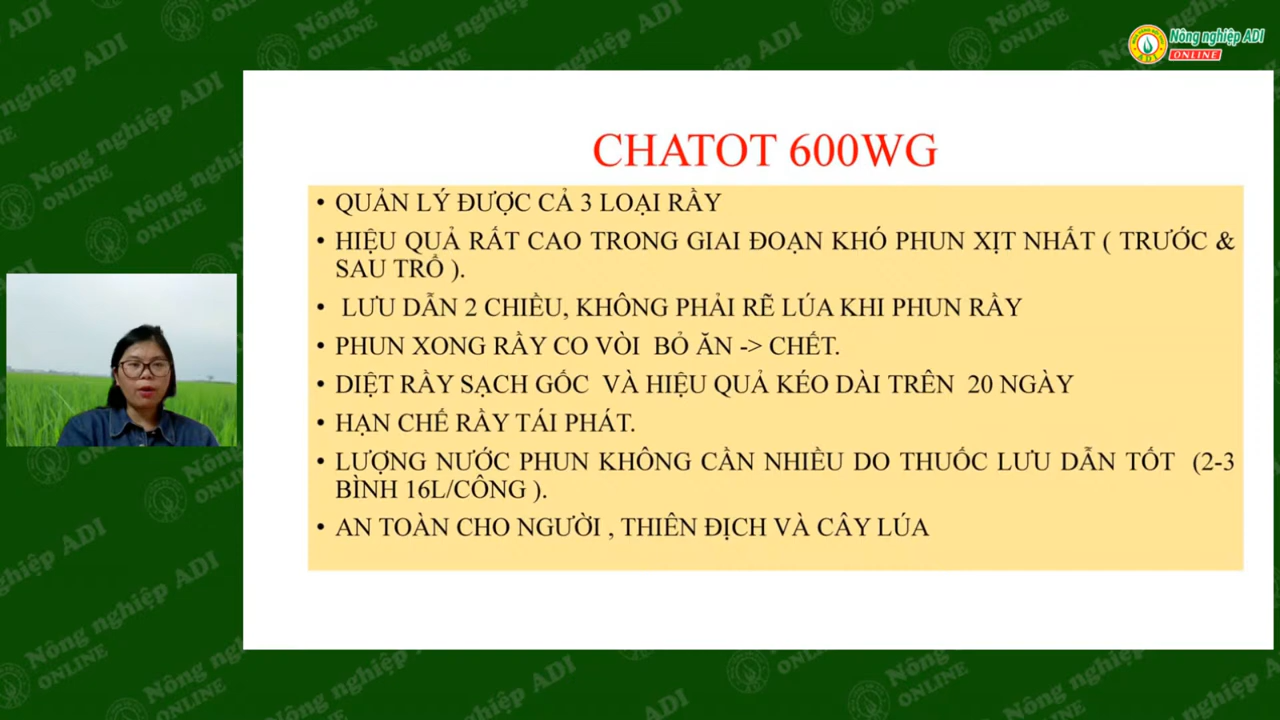 Nông nghiệp ADI
ONLINE
CHATOT 600WG
• QUẢN LÝ ĐƯỢC CẢ 3 LOẠI RẦY
• HIỆU QUẢ RẤT CAO TRONG GIAI ĐOẠN KHÓ PHUN XỊT NHẤT ( TRƯỚC &
SAU TRỔ ).
• LƯU DẪN 2 CHIỀU, KHÔNG PHẢI RẼ LÚA KHI PHUN RẦY
• PHUN XONG RẦY CO VÒI BỎ ĂN -> CHẾT.
• DIỆT RẦY SẠCH GỐC VÀ HIỆU QUẢ KÉO DÀI TRÊN 20 NGÀY
• HẠN CHẾ RẦY TÁI PHÁT.
• LƯỢNG NƯỚC PHUN KHÔNG CẦN NHIỀU DO THUỐC LƯU DẪN TỐT (2-3
BÌNH 16L/CÔNG ).
• AN TOÀN CHO NGƯỜI , THIÊN ĐỊCH VÀ CÂY LÚA